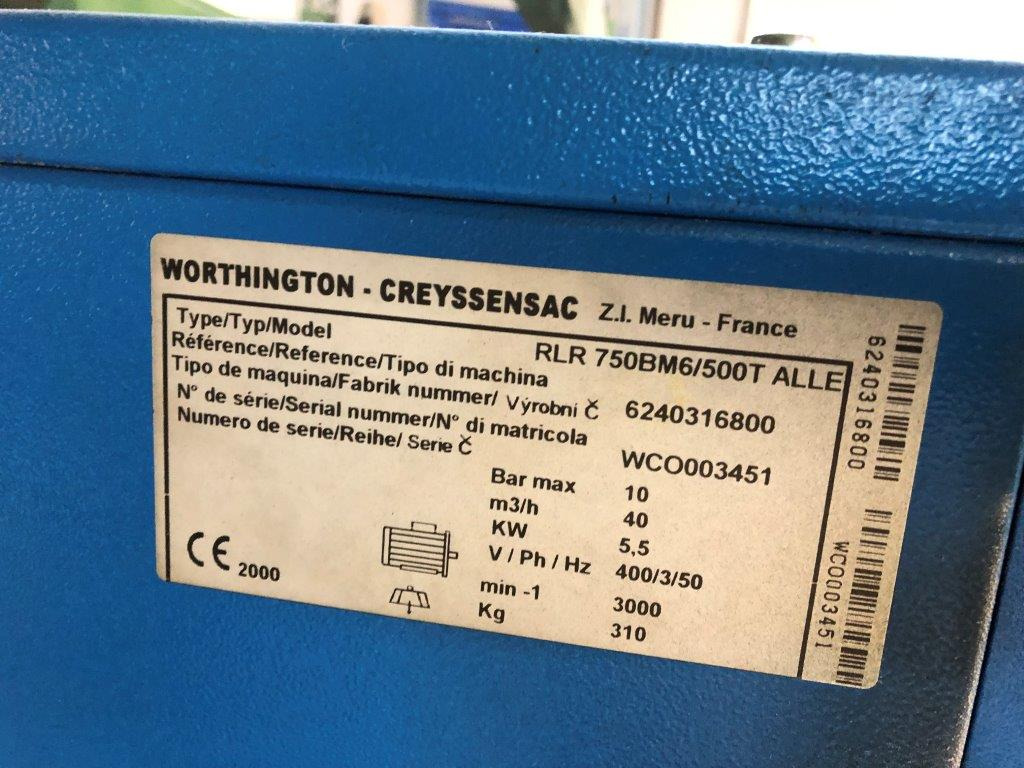 WORTHINGTON - CREYSSENSAC Z.I. Meru - France
Type/Typ/Model RLR 750BM6/500T ALLE
Référence/Reference/Tipo di machina
Tipo de maquina/Fabrik nummer/ Výrobní Č 6240316800
N° de série/Serial nummer/N° di matricola
Numero de serie/Reihe/ Serie Č WCO003451
Bar max 10
m3/h 40
KW 5,5
V / Ph / Hz 400/3/50
min -1 3000
Kg 310
CE 2000
6240316800
WCO003451